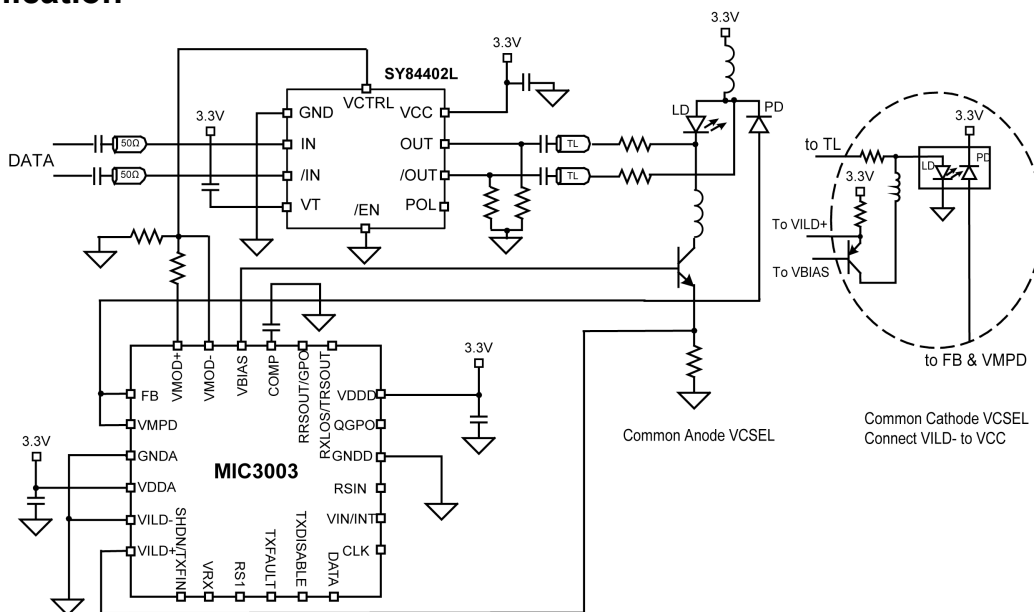 3.3V
3.3V
SY84402L
VCTRL
GND
VCC
3.3V
LD
PD
IN
OUT
50Ω
TL
DATA
/IN
/OUT
50Ω
TL
VT
/EN
POL
3.3V
to TL
LD
PD
3.3V
To VILD+
To VBIAS
to FB & VMPD
VMOD+
VMOD-
VBIAS
COMP
RRSOUT/GPO
RXLOS/TRSOUT
3.3V
FB
VDDD
VMPD
QGPO
Common Anode VCSEL
Common Cathode VCSEL
Connect VILD- to VCC
3.3V
GNDA
GNDD
MIC3003
VDDA
RSIN
VILD-
VIN/INT
VILD+
CLK
SHDN/TXFIN
VRX
RS1
TXFAULT
TXDISABLE
DATA